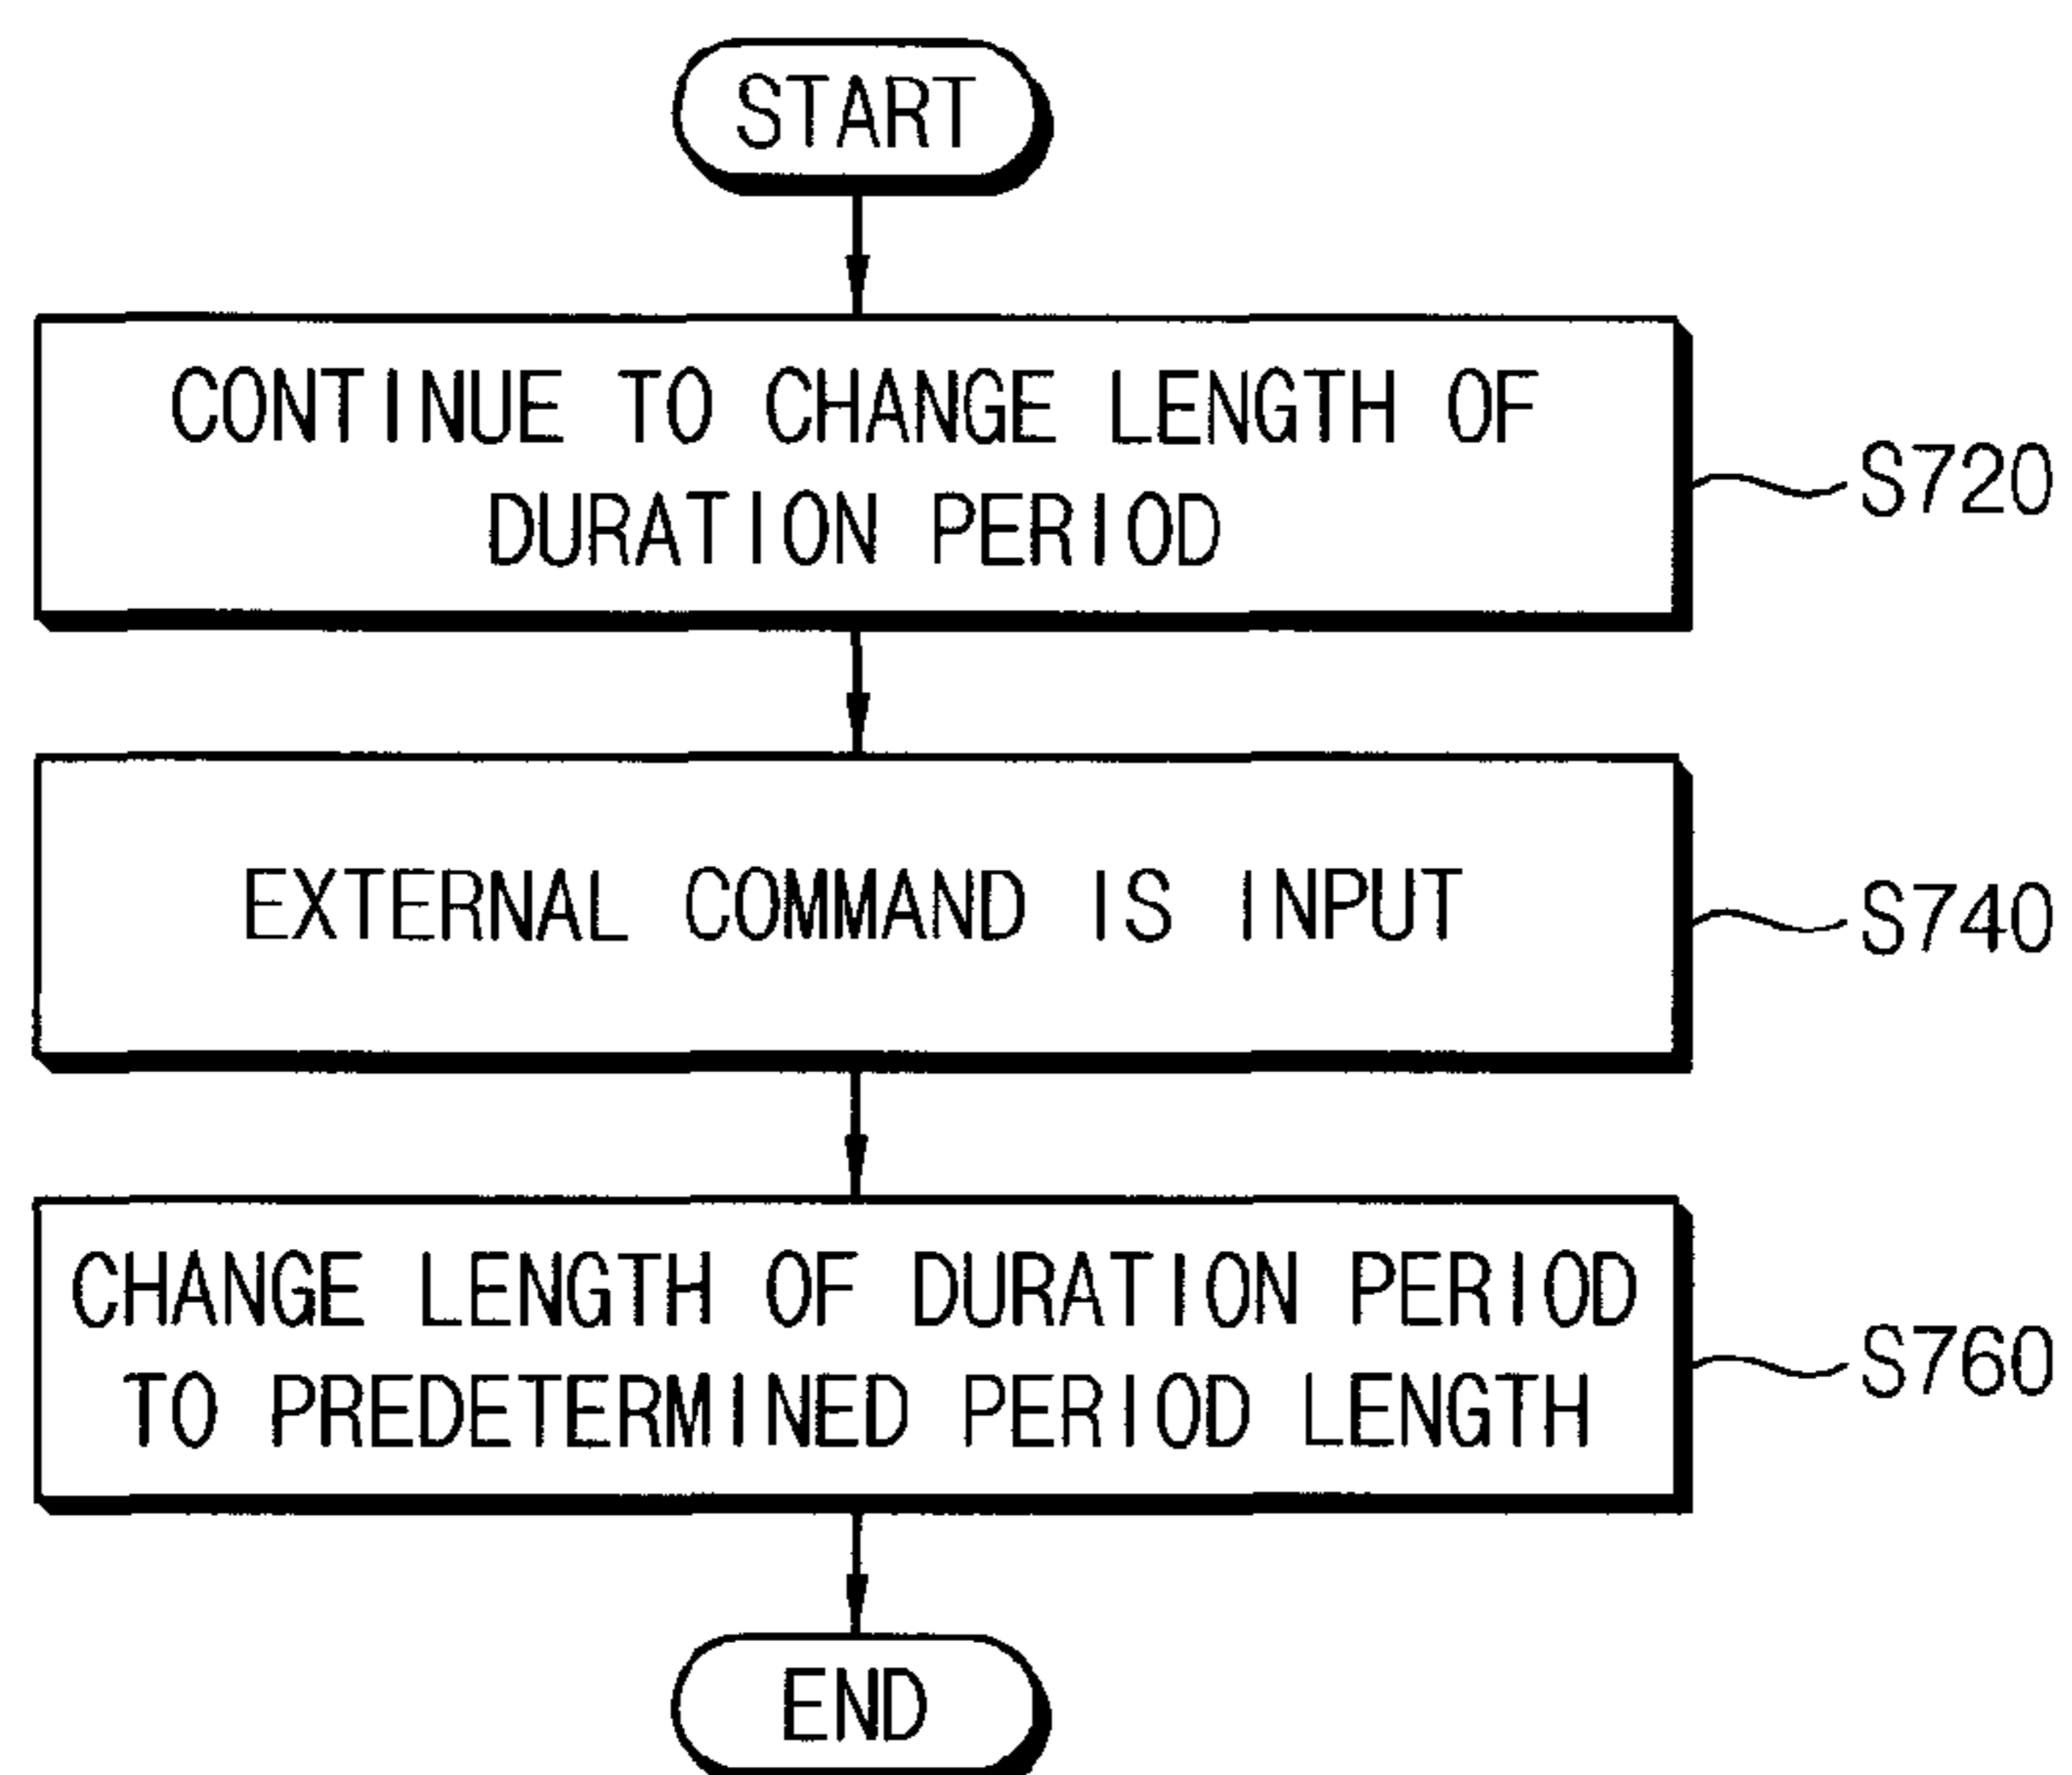 START
CONTINUE TO CHANGE LENGTH OF
DURATION PERIOD
S720
EXTERNAL COMMAND IS INPUT
S740
CHANGE LENGTH OF DURATION PERIOD
TO PREDETERMINED PERIOD LENGTH
S760
END